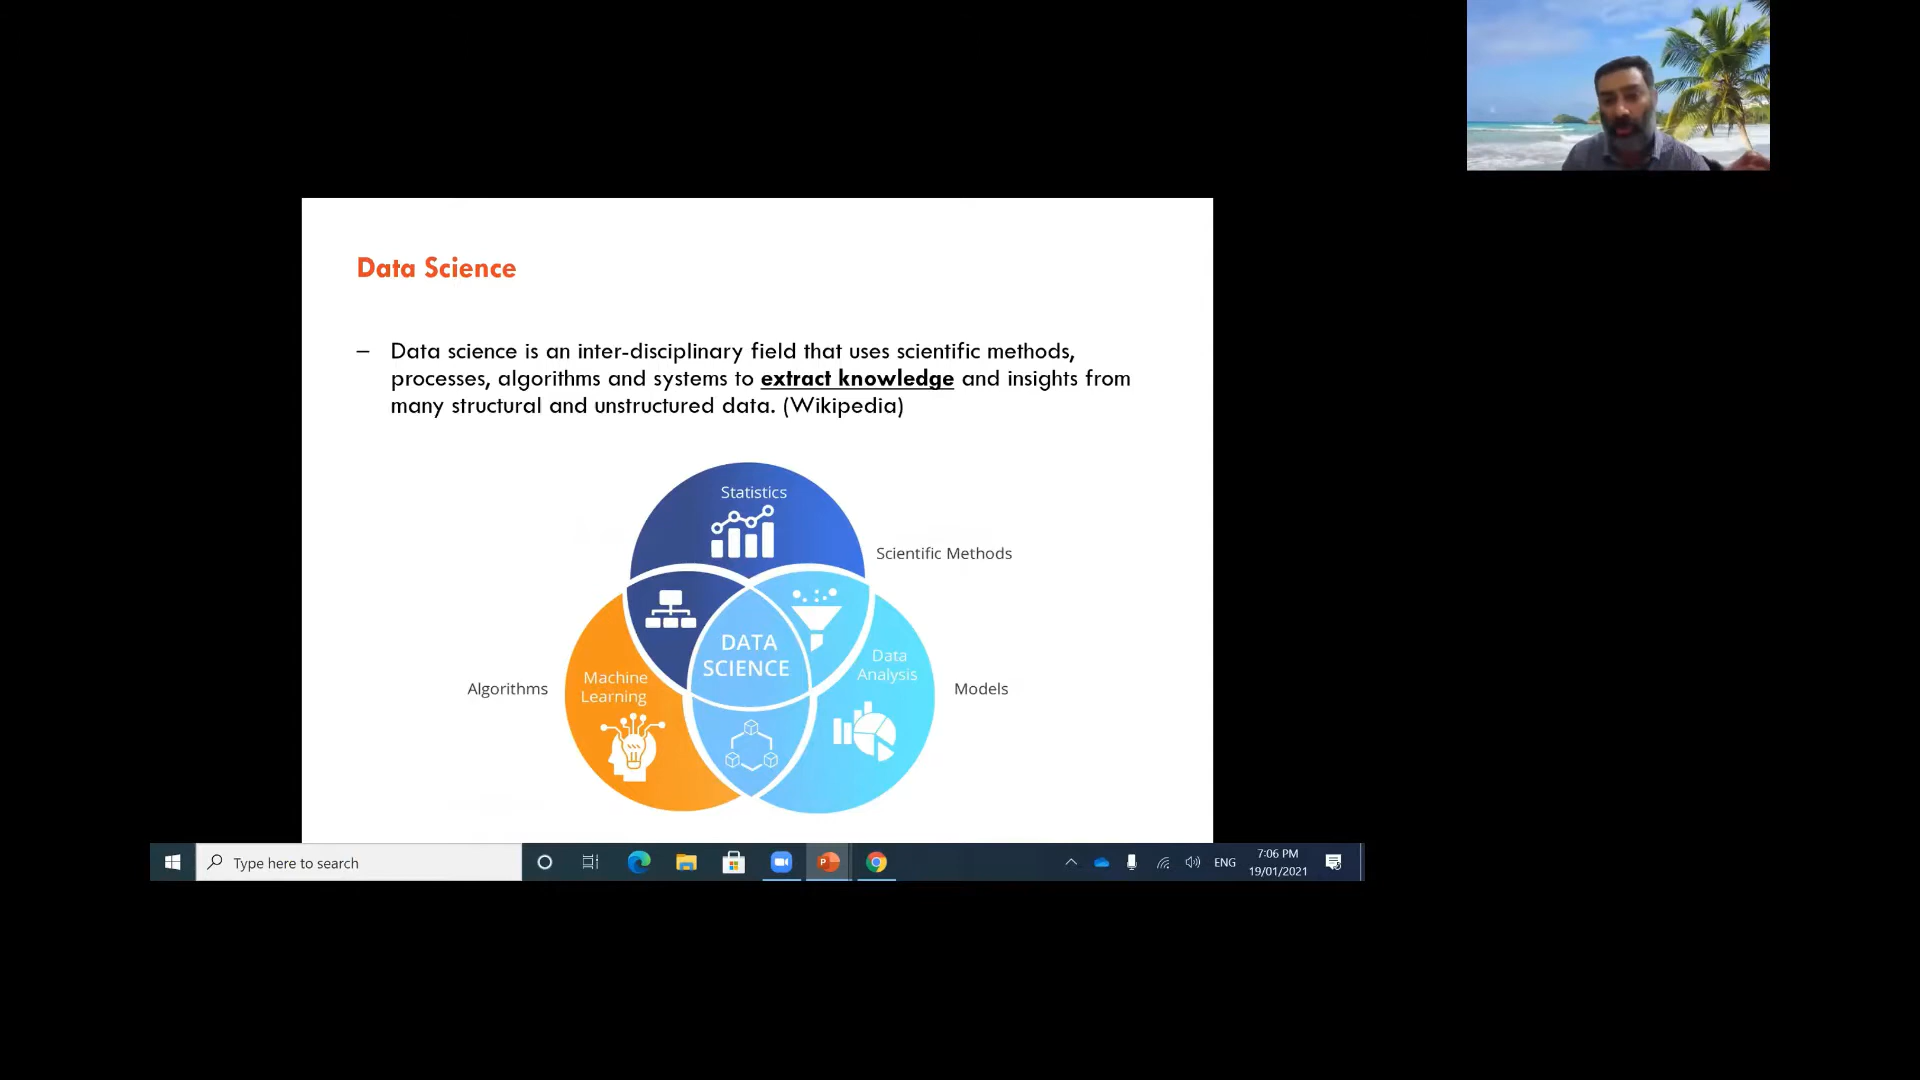 Data Science
– Data science is an inter-disciplinary field that uses scientific methods,
processes, algorithms and systems to extract knowledge and insights from
many structural and unstructured data. (Wikipedia)
Statistics
Scientific Methods
DATA
SCIENCE
Data
Analysis
Machine
Learning
Algorithms
Models
Type here to search
P
ENG
7:06 PM
19/01/2021